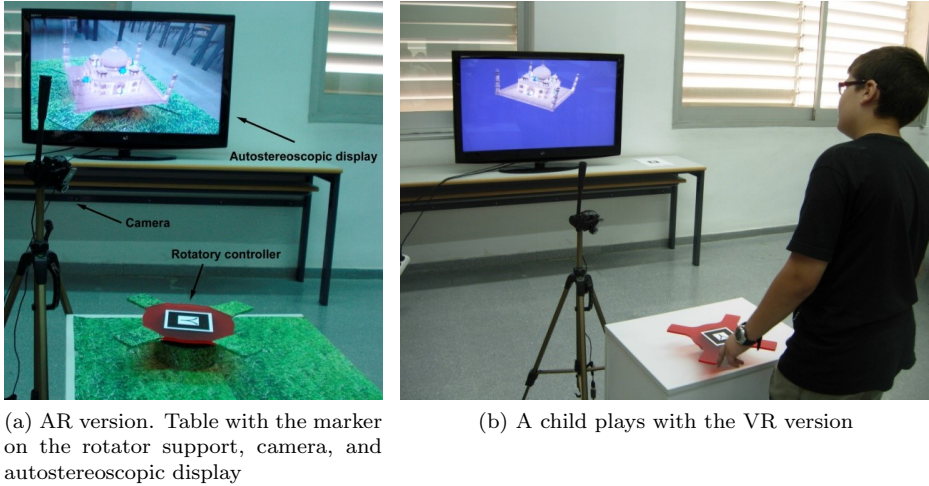 Autostereoscopic display
Camera
Rotatory controller
(a) AR version. Table with the marker
on the rotator support, camera, and
autostereoscopic display
(b) A child plays with the VR version